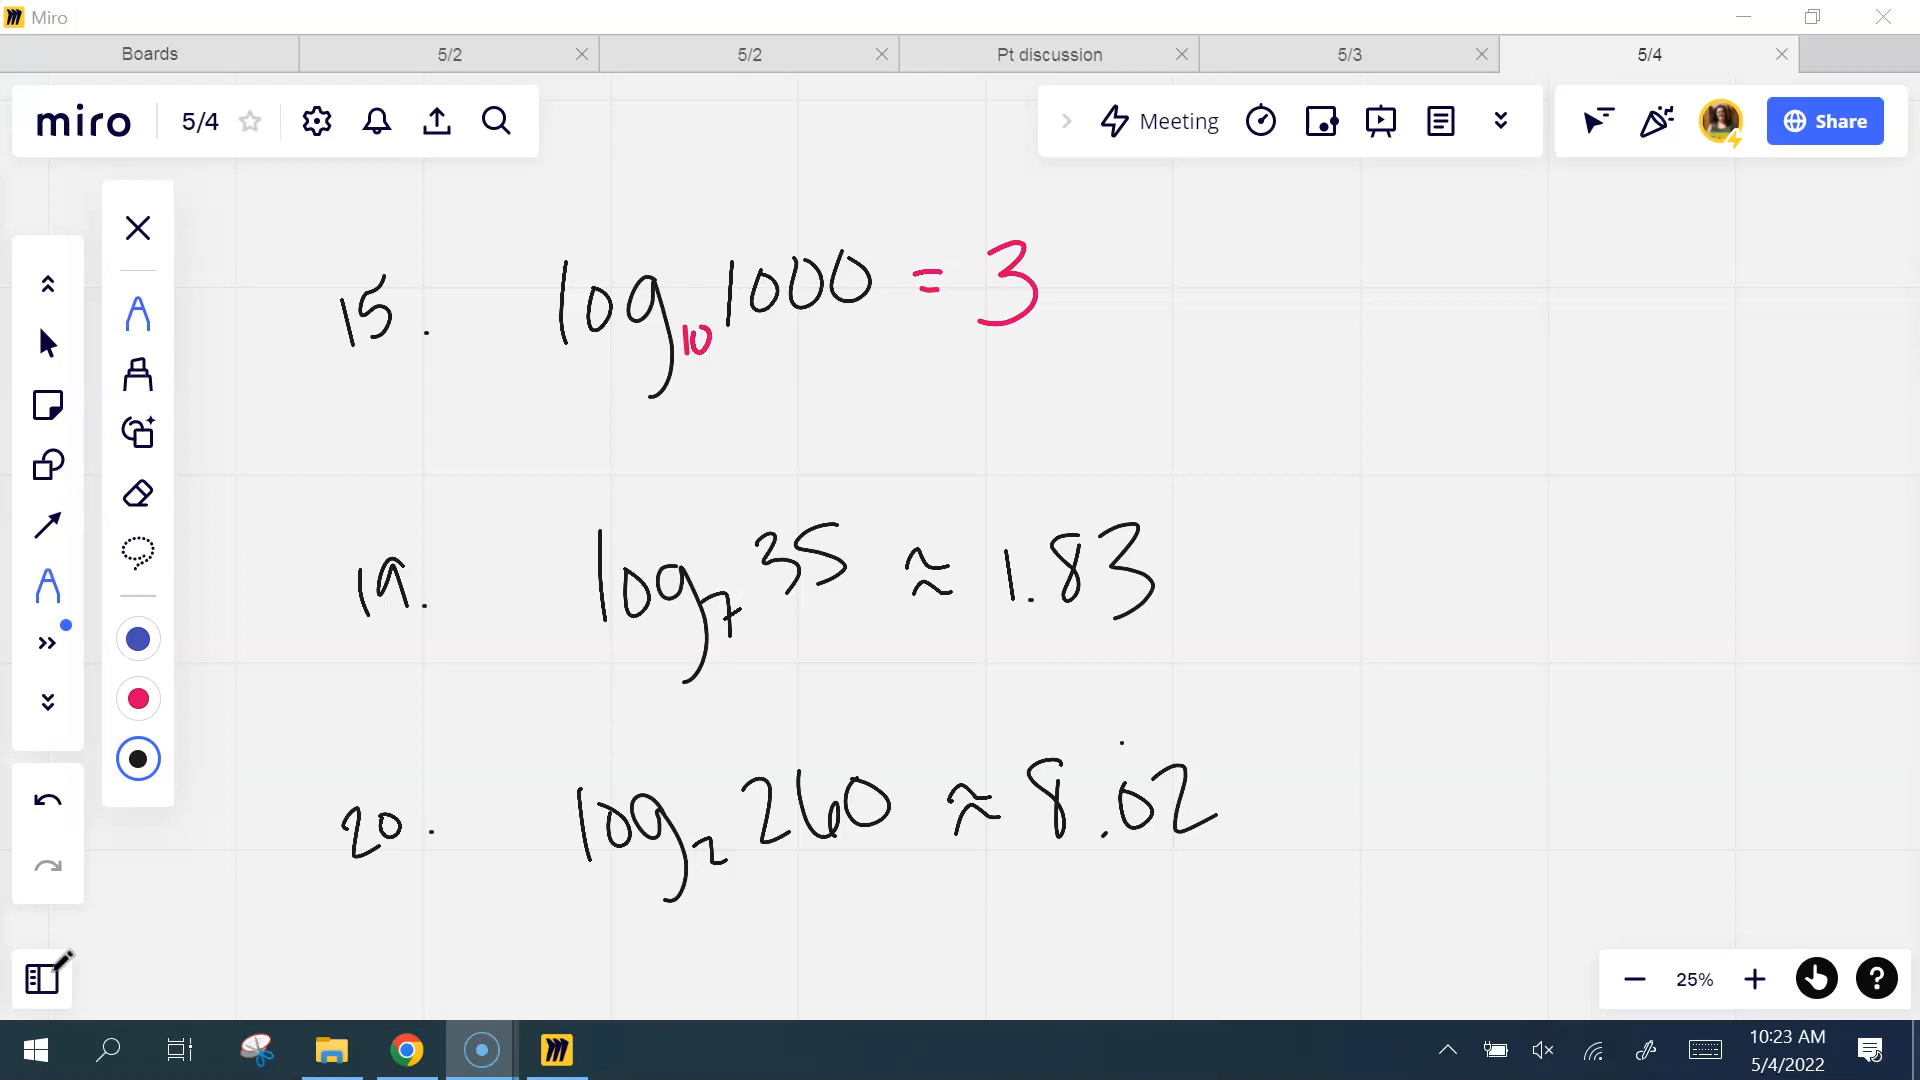 Miro
Boards 5/2 5/2 Pt discussion 5/3 5/4
miro 5/4 Meeting Share
15. log₁₀ 1000 = 3
19. log₇ 35 ≈ 1.83
20. log₂ 260 ≈ 8.02
25%
10:23 AM
5/4/2022